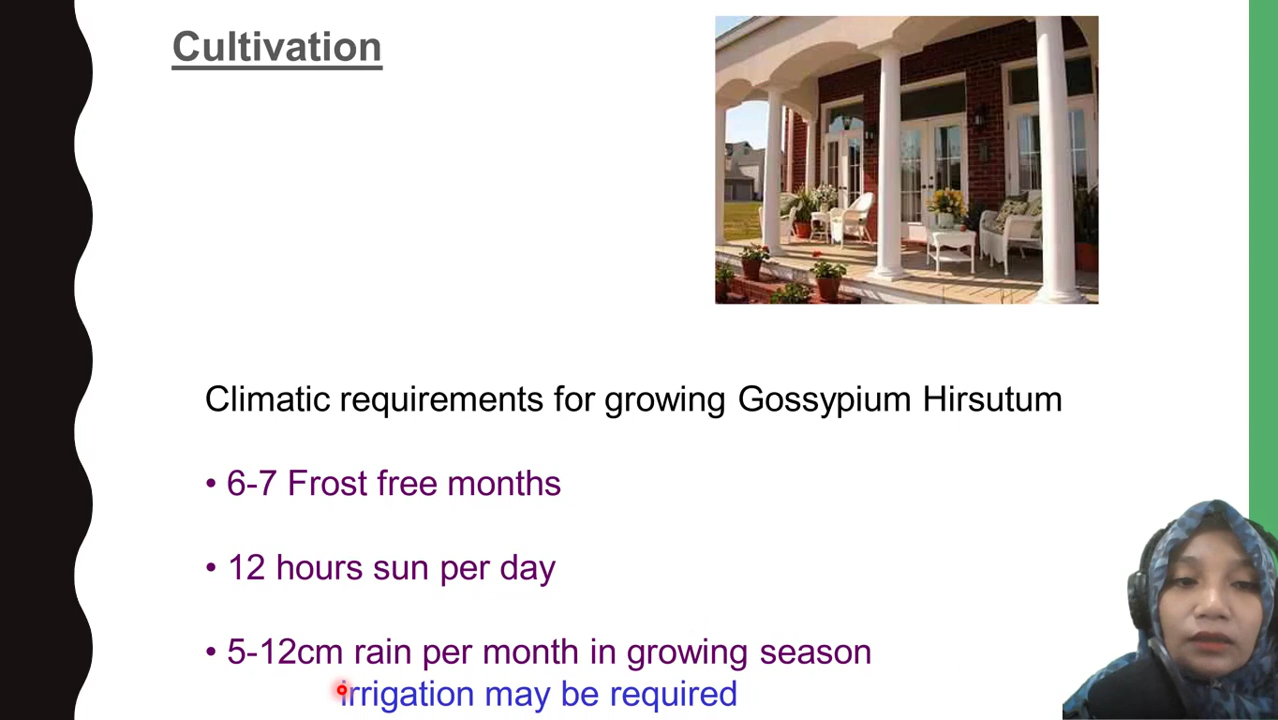 Cultivation
Climatic requirements for growing Gossypium Hirsutum
• 6-7 Frost free months
• 12 hours sun per day
• 5-12cm rain per month in growing season
irrigation may be required